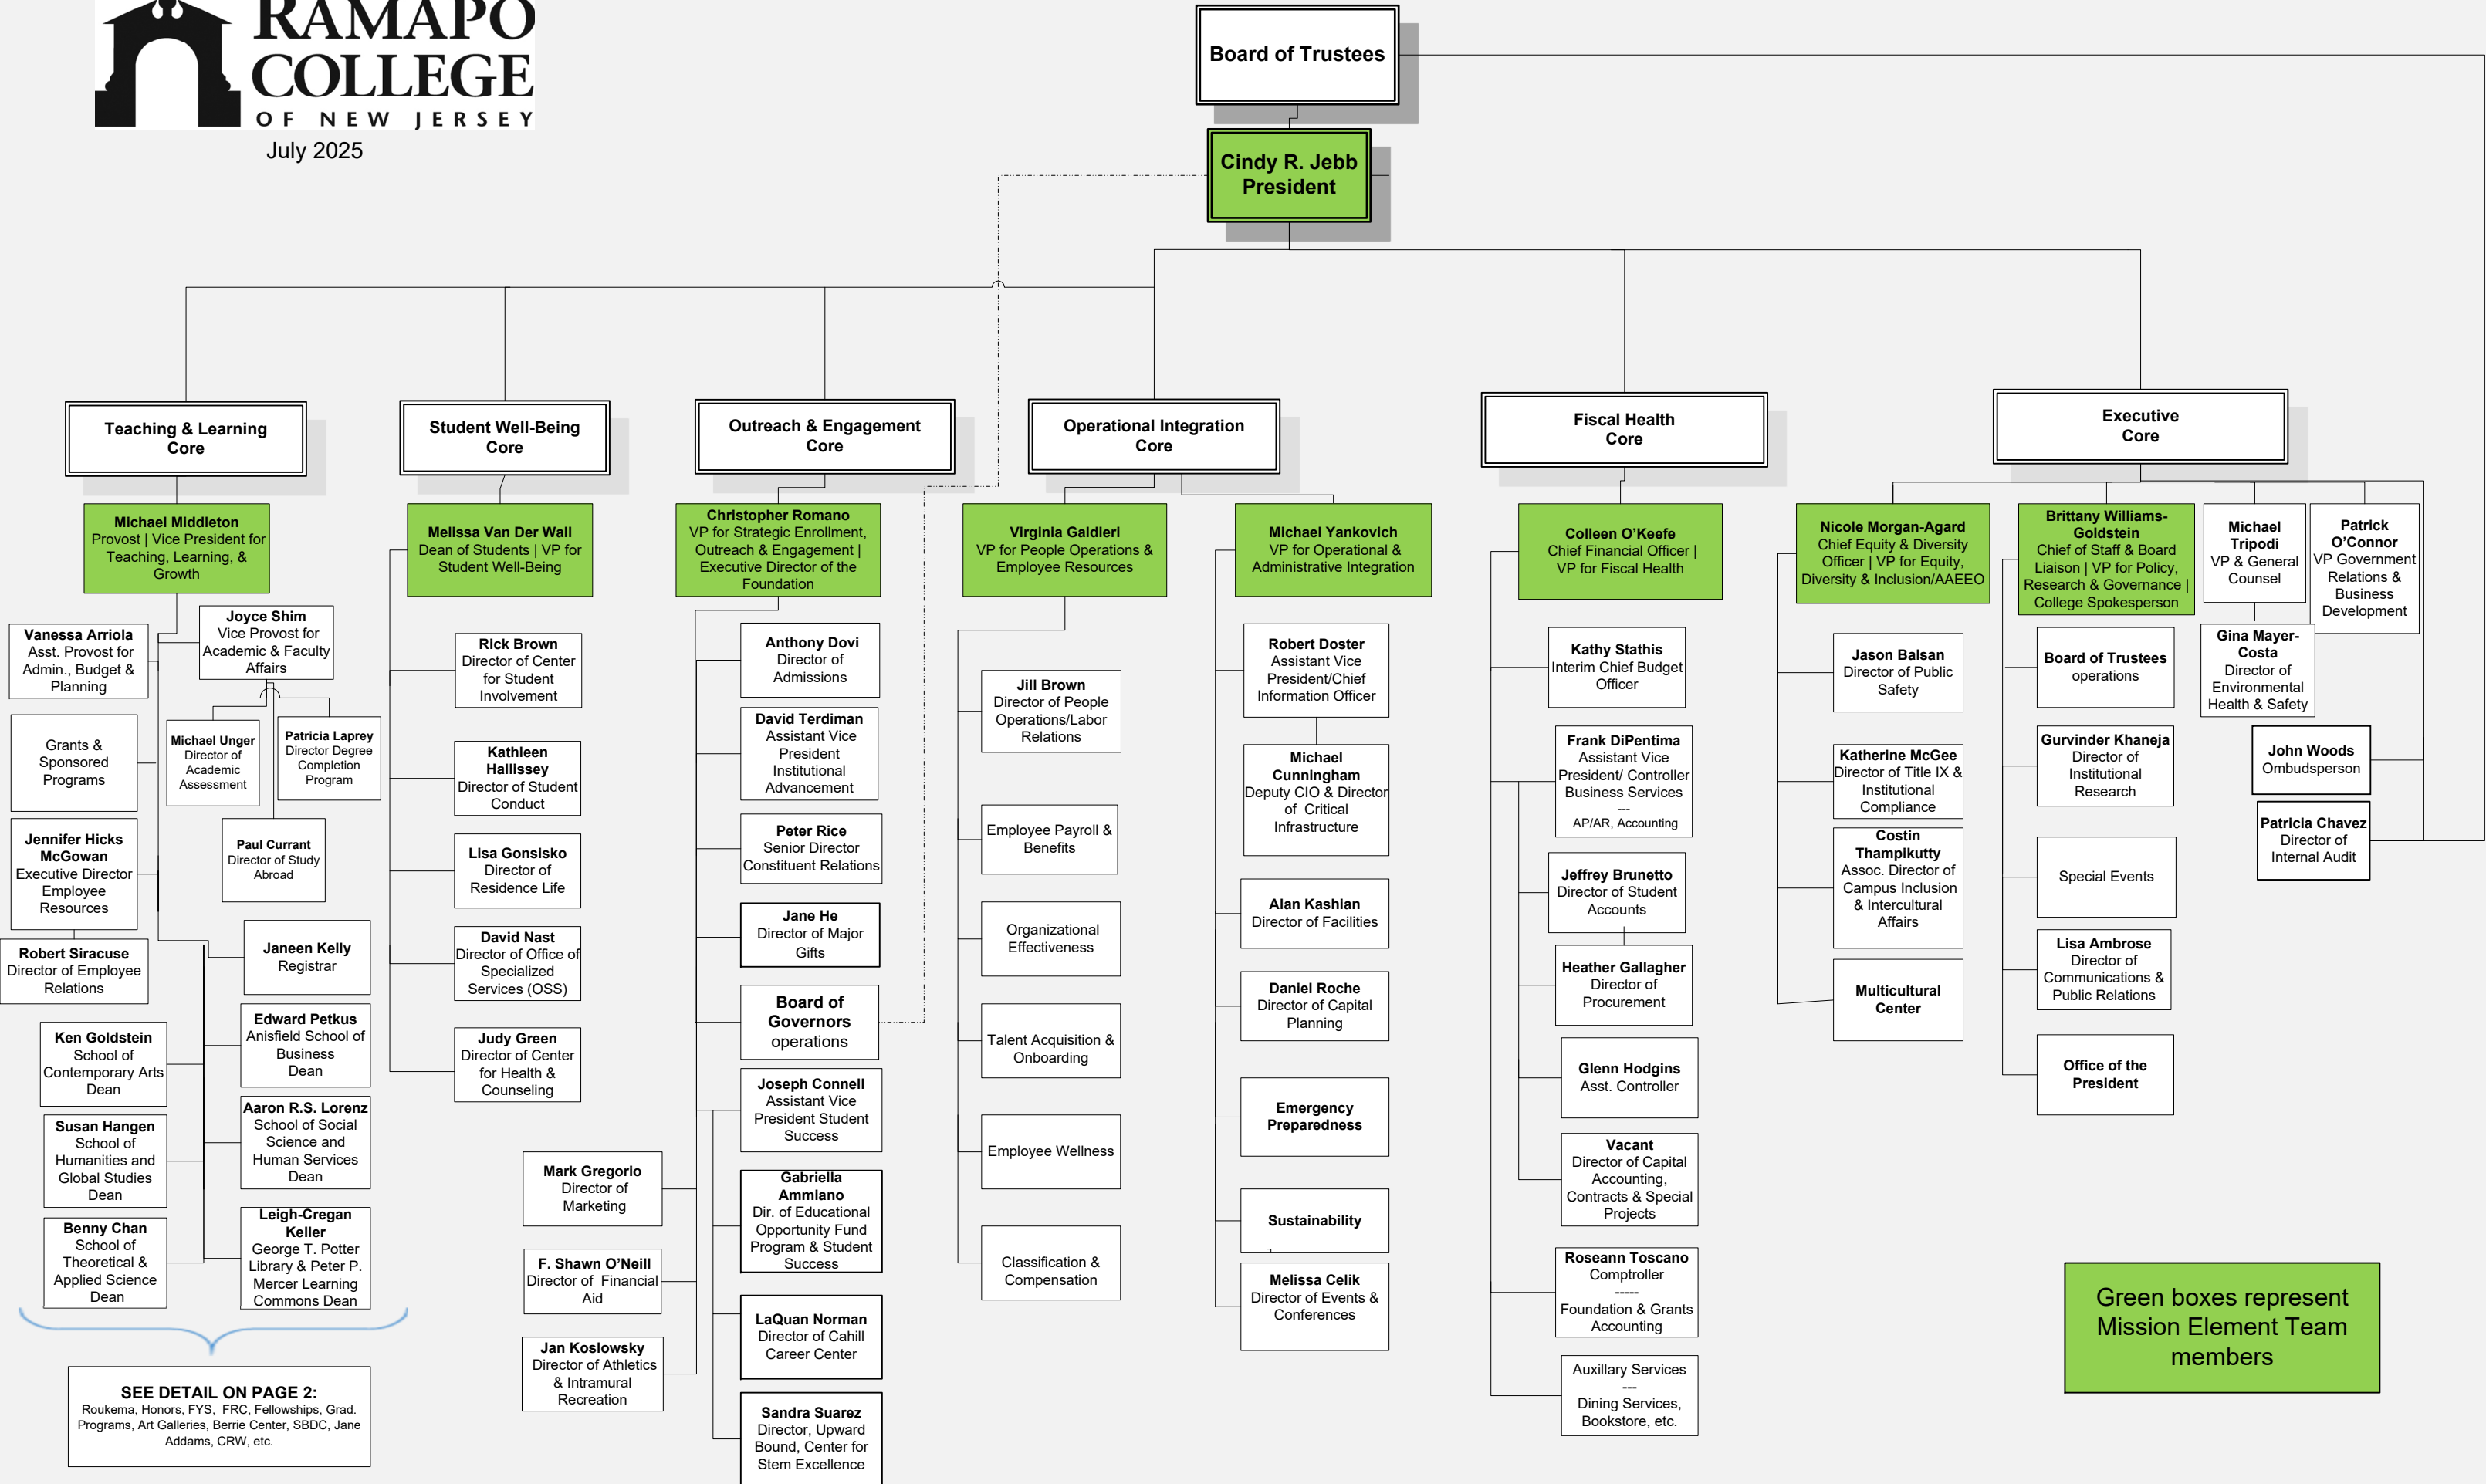 RAMAPO
COLLEGE
OF NEW JERSEY
July 2025
Board of Trustees
Cindy R. Jebb
President
Teaching & Learning
Core
Student Well-Being
Core
Outreach & Engagement
Core
Operational Integration
Core
Fiscal Health
Core
Executive
Core
Michael Middleton
Provost | Vice President for
Teaching, Learning, &
Growth
Vanessa Arriola
Asst. Provost for
Admin., Budget &
Planning
Joyce Shim
Vice Provost for
Academic & Faculty
Affairs
Grants &
Sponsored
Programs
Michael Unger
Director of
Academic
Assessment
Patricia Laprey
Director Degree
Completion
Program
Jennifer Hicks
McGowan
Executive Director
Employee
Resources
Paul Currant
Director of Study
Abroad
Robert Siracuse
Director of Employee
Relations
Janeen Kelly
Registrar
Ken Goldstein
School of
Contemporary Arts
Dean
Edward Petkus
Anisfield School of
Business
Dean
Susan Hangen
School of
Humanities and
Global Studies
Dean
Aaron R.S. Lorenz
School of Social
Science and
Human Services
Dean
Benny Chan
School of
Theoretical &
Applied Science
Dean
Leigh-Cregan
Keller
George T. Potter
Library & Peter P.
Mercer Learning
Commons Dean
SEE DETAIL ON PAGE 2:
Roukema, Honors, FYS, FRC, Fellowships, Grad.
Programs, Art Galleries, Berrie Center, SBDC, Jane
Addams, CRW, etc.
Melissa Van Der Wall
Dean of Students | VP for
Student Well-Being
Rick Brown
Director of Center
for Student
Involvement
Kathleen
Hallissey
Director of Student
Conduct
Lisa Gonsisko
Director of
Residence Life
David Nast
Director of Office of
Specialized
Services (OSS)
Judy Green
Director of Center
for Health &
Counseling
Christopher Romano
VP for Strategic Enrollment,
Outreach & Engagement |
Executive Director of the
Foundation
Anthony Dovi
Director of
Admissions
David Terdiman
Assistant Vice
President
Institutional
Advancement
Peter Rice
Senior Director
Constituent Relations
Jane He
Director of Major
Gifts
Board of
Governors
operations
Joseph Connell
Assistant Vice
President Student
Success
Mark Gregorio
Director of
Marketing
Gabriella
Ammiano
Dir. of Educational
Opportunity Fund
Program & Student
Success
F. Shawn O’Neill
Director of Financial
Aid
LaQuan Norman
Director of Cahill
Career Center
Jan Koslowsky
Director of Athletics
& Intramural
Recreation
Sandra Suarez
Director, Upward
Bound, Center for
Stem Excellence
Virginia Galdieri
VP for People Operations &
Employee Resources
Jill Brown
Director of People
Operations/Labor
Relations
Employee Payroll &
Benefits
Organizational
Effectiveness
Talent Acquisition &
Onboarding
Employee Wellness
Classification &
Compensation
Michael Yankovich
VP for Operational &
Administrative Integration
Robert Doster
Assistant Vice
President/Chief
Information Officer
Michael
Cunningham
Deputy CIO & Director
of Critical
Infrastructure
Alan Kashian
Director of Facilities
Daniel Roche
Director of Capital
Planning
Emergency
Preparedness
Sustainability
Melissa Celik
Director of Events &
Conferences
Colleen O’Keefe
Chief Financial Officer |
VP for Fiscal Health
Kathy Stathis
Interim Chief Budget
Officer
Frank DiPentima
Assistant Vice
President/ Controller
Business Services
---
AP/AR, Accounting
Jeffrey Brunetto
Director of Student
Accounts
Heather Gallagher
Director of
Procurement
Glenn Hodgins
Asst. Controller
Vacant
Director of Capital
Accounting,
Contracts & Special
Projects
Roseann Toscano
Comptroller
-----
Foundation & Grants
Accounting
Auxillary Services
---
Dining Services,
Bookstore, etc.
Nicole Morgan-Agard
Chief Equity & Diversity
Officer | VP for Equity,
Diversity & Inclusion/AAEEO
Jason Balsan
Director of Public
Safety
Katherine McGee
Director of Title IX &
Institutional
Compliance
Costin
Thampikutty
Assoc. Director of
Campus Inclusion
& Intercultural
Affairs
Multicultural
Center
Brittany Williams-
Goldstein
Chief of Staff & Board
Liaison | VP for Policy,
Research & Governance |
College Spokesperson
Board of Trustees
operations
Gurvinder Khaneja
Director of
Institutional
Research
Special Events
Lisa Ambrose
Director of
Communications &
Public Relations
Office of the
President
Michael
Tripodi
VP & General
Counsel
Patrick
O’Connor
VP Government
Relations &
Business
Development
Gina Mayer-
Costa
Director of
Environmental
Health & Safety
John Woods
Ombudsperson
Patricia Chavez
Director of
Internal Audit
Green boxes represent
Mission Element Team
members